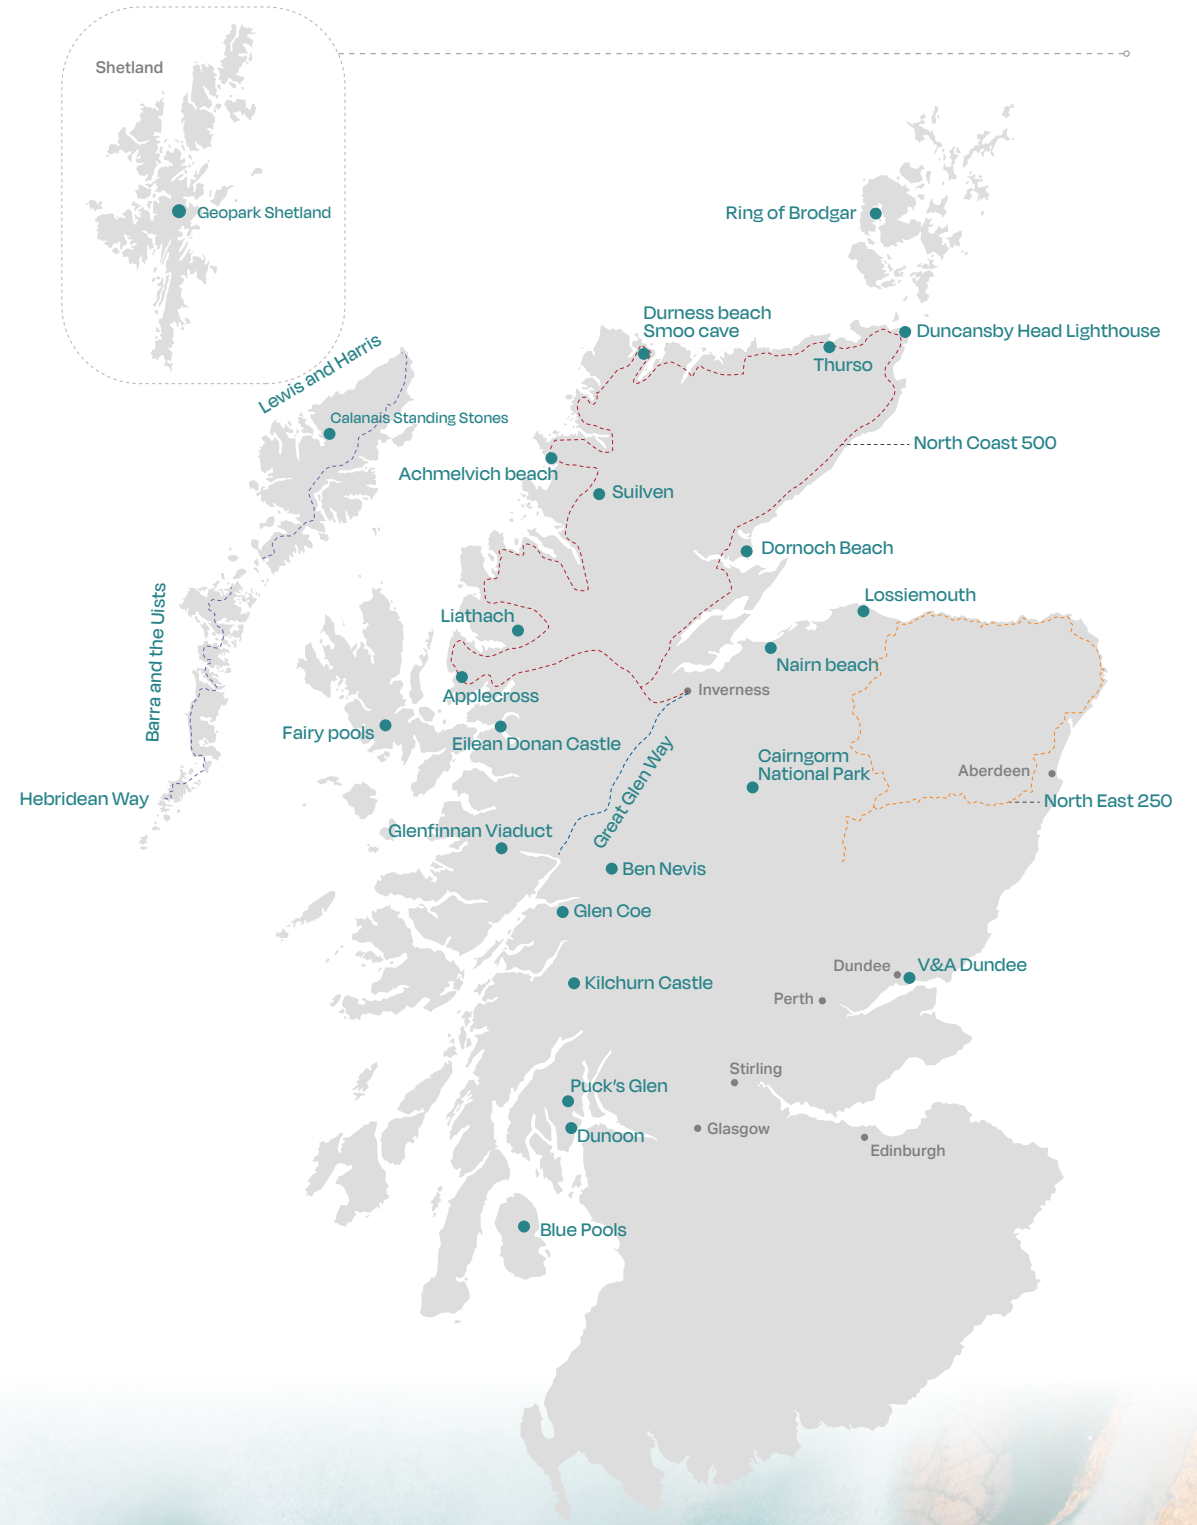 Shetland
Geopark Shetland
Ring of Brodgar
Durness beach
Smoo cave
Duncansby Head Lighthouse
Thurso
Lewis and Harris
Calanais Standing Stones
North Coast 500
Achmelvich beach
Suilven
Dornoch Beach
Lossiemouth
Barra and the Uists
Liathach
Nairn beach
Inverness
Applecross
Fairy pools
Eilean Donan Castle
Great Glen Way
Cairngorm
National Park
Aberdeen
Hebridean Way
North East 250
Glenfinnan Viaduct
Ben Nevis
Glen Coe
Dundee
V&A Dundee
Kilchurn Castle
Perth
Stirling
Puck's Glen
Glasgow
Dunoon
Edinburgh
Blue Pools